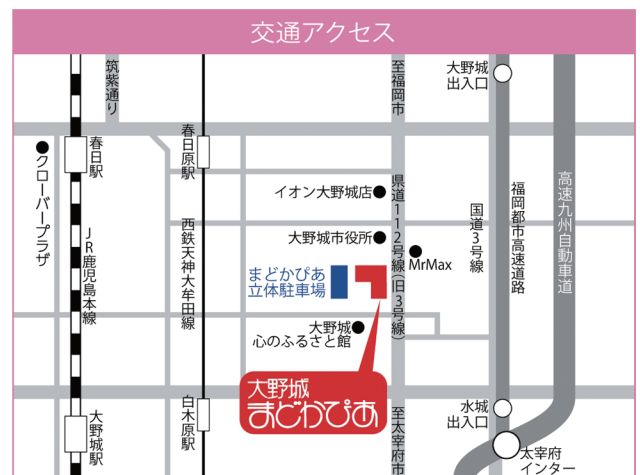 交通アクセス
筑紫通り
至福岡市
大野城
出入口
春日駅
春日原駅
クローバープラザ
イオン大野城店
県道112号線(旧3号線)
国道3号線
福岡都市高速道路
高速九州自動車道
JR鹿児島本線
西鉄天神大牟田線
大野城市役所
MrMax
まどかぴあ
立体駐車場
大野城
心のふるさと館
大野城
まどかぴあ
大野城駅
白木原駅
至太宰府市
水城
出入口
太宰府
インター